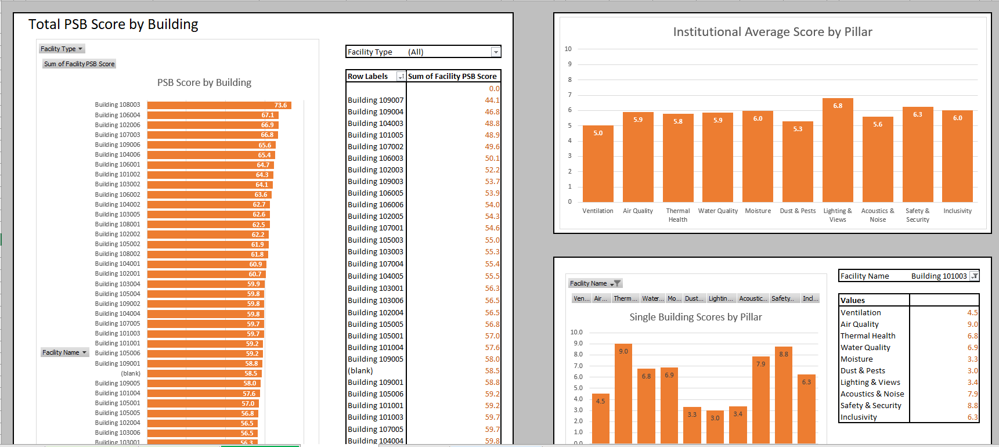 Total PSB Score by Building
Facility Type
Sum of Facility PSB Score
PSB Score by Building
Building 108003 73.6
Building 106004 67.1
Building 102006 66.9
Building 107003 66.8
Building 109006 65.6
Building 104006 65.4
Building 106001 64.7
Building 101002 64.3
Building 103002 64.1
Building 106002 63.6
Building 104002 62.7
Building 103005 62.6
Building 108001 62.5
Building 102002 62.2
Building 105002 61.9
Building 108002 61.8
Building 104001 60.9
Building 102001 60.7
Building 103004 59.9
Building 105004 59.8
Building 109002 59.8
Building 104004 59.8
Building 107005 59.7
Building 101003 59.7
Building 101001 59.2
Facility Name
Building 105006 59.2
Building 109001 58.8
(blank) 58.5
Building 109005 58.0
Building 101004 57.6
Building 105001 57.0
Building 105005 56.8
Building 102004 56.5
Building 103006 56.5
Building 103001 56.3
Facility Type (All)
Row Labels Sum of Facility PSB Score
0.0
Building 109007 44.1
Building 109004 46.8
Building 104003 48.8
Building 101005 48.9
Building 107002 49.6
Building 106003 50.1
Building 102003 52.2
Building 109003 53.7
Building 106005 53.9
Building 106006 54.0
Building 102005 54.3
Building 107001 54.6
Building 105003 55.0
Building 103003 55.3
Building 107004 55.4
Building 104005 55.5
Building 103001 56.3
Building 103006 56.5
Building 102004 56.5
Building 105005 56.8
Building 105001 57.0
Building 101004 57.6
Building 109005 58.0
(blank) 58.5
Building 109001 58.8
Building 105006 59.2
Building 101001 59.2
Building 101003 59.7
Building 107005 59.7
Building 104004 59.8
Institutional Average Score by Pillar
10
9
8
7
6
5
4
3
2
1
0
5.0 5.9 5.8 5.9 6.0 5.3 6.8 5.6 6.3 6.0
Ventilation Air Quality Thermal Water Quality Moisture Dust & Pests Lighting & Acoustics & Safety & Inclusivity
Health Views Noise Security
Facility Name
Ven... Air... Therm... Water... Mo... Dust... Lightin... Acoustic... Safety... Incl...
Single Building Scores by Pillar
10.0
9.0
8.0
7.0
6.0
5.0
4.0
3.0
2.0
1.0
0.0
4.5 9.0 6.8 6.9 3.3 3.0 3.4 7.9 8.8 6.3
Facility Name Building 101003
Values
Ventilation 4.5
Air Quality 9.0
Thermal Health 6.8
Water Quality 6.9
Moisture 3.3
Dust & Pests 3.0
Lighting & Views 3.4
Acoustics & Noise 7.9
Safety & Security 8.8
Inclusivity 6.3